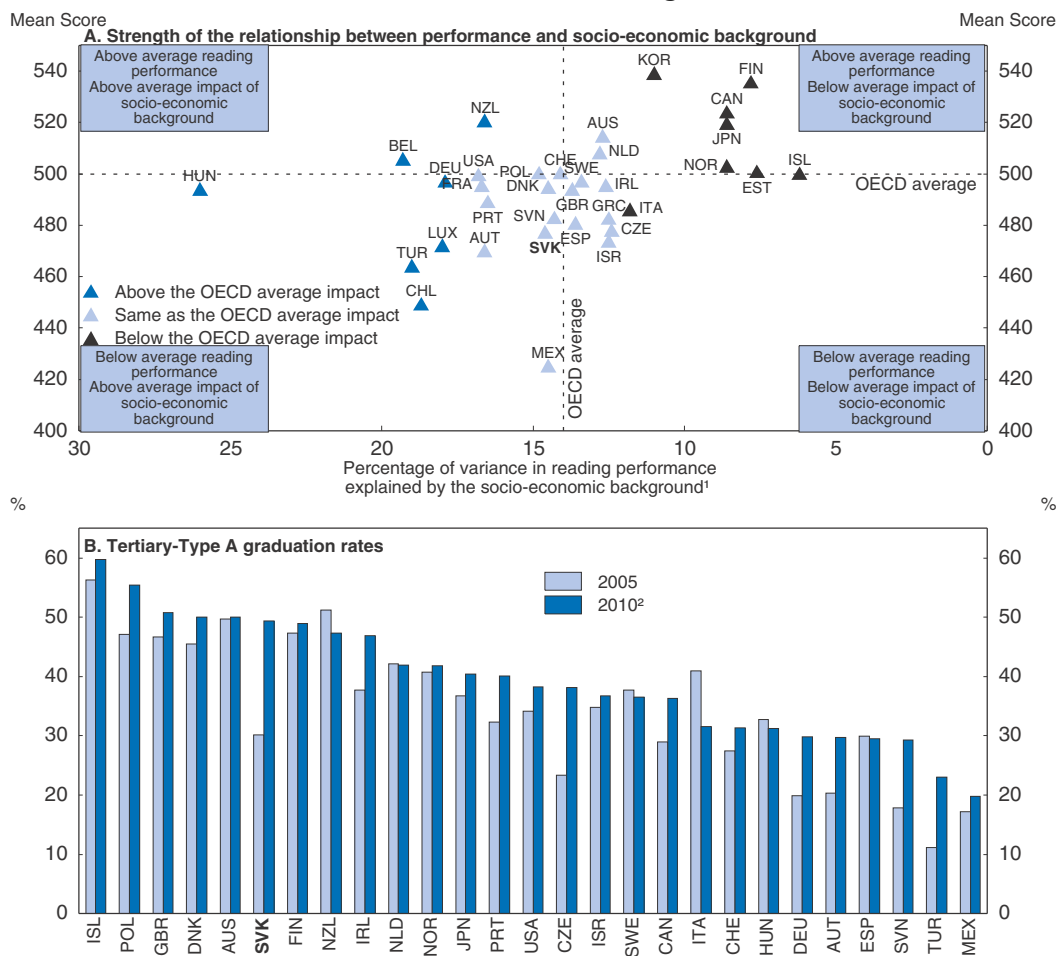 Mean Score
Mean Score
A. Strength of the relationship between performance and socio-economic background
Above average reading
performance
Above average impact of
socio-economic
background
Above average reading
performance
Below average impact of
socio-economic
background
540
520
500
480
460
440
420
400
540
520
500
480
460
440
420
400
KOR
FIN
NZL
CAN
JPN
AUS
NLD
BEL
HUN
DEU
USA
FRA
POL
CHE
SWE
DNK
IRL
NOR
EST
ISL
OECD average
PRT
SVN
GBR
GRC
ITA
LUX
AUT
SVK
ESP
CZE
ISR
TUR
CHL
MEX
OECD average
Above the OECD average impact
Same as the OECD average impact
Below the OECD average impact
Below average reading
performance
Above average impact of
socio-economic
background
Below average reading
performance
Below average impact of
socio-economic
background
30 25 20 15 10 5 0
Percentage of variance in reading performance
explained by the socio-economic background¹
%
%
B. Tertiary-Type A graduation rates
2005
2010²
60
50
40
30
20
10
0
60
50
40
30
20
10
0
ISL POL GBR DNK AUS SVK FIN NZL IRL NLD NOR JPN PRT USA CZE ISR SWE CAN ITA CHE HUN DEU AUT ESP SVN TUR MEX